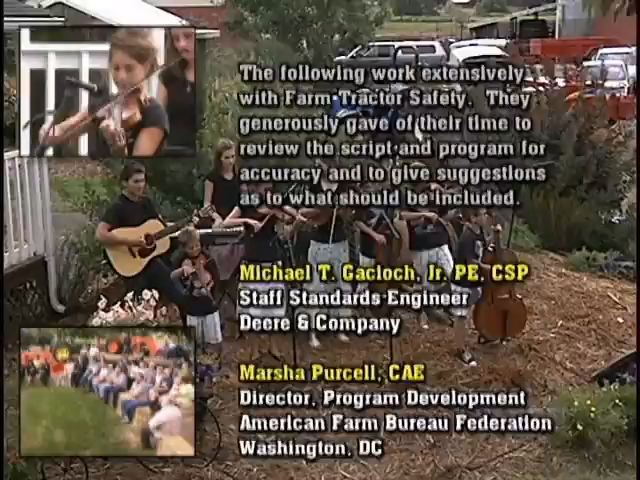 The following work extensively
with Farm Tractor Safety. They
generously gave of their time to
review the script and program for
accuracy and to give suggestions
as to what should be included.
Michael T. Gacioch, Jr. PE, CSP
Staff Standards Engineer
Deere & Company
Marsha Purcell, CAE
Director, Program Development
American Farm Bureau Federation
Washington, DC